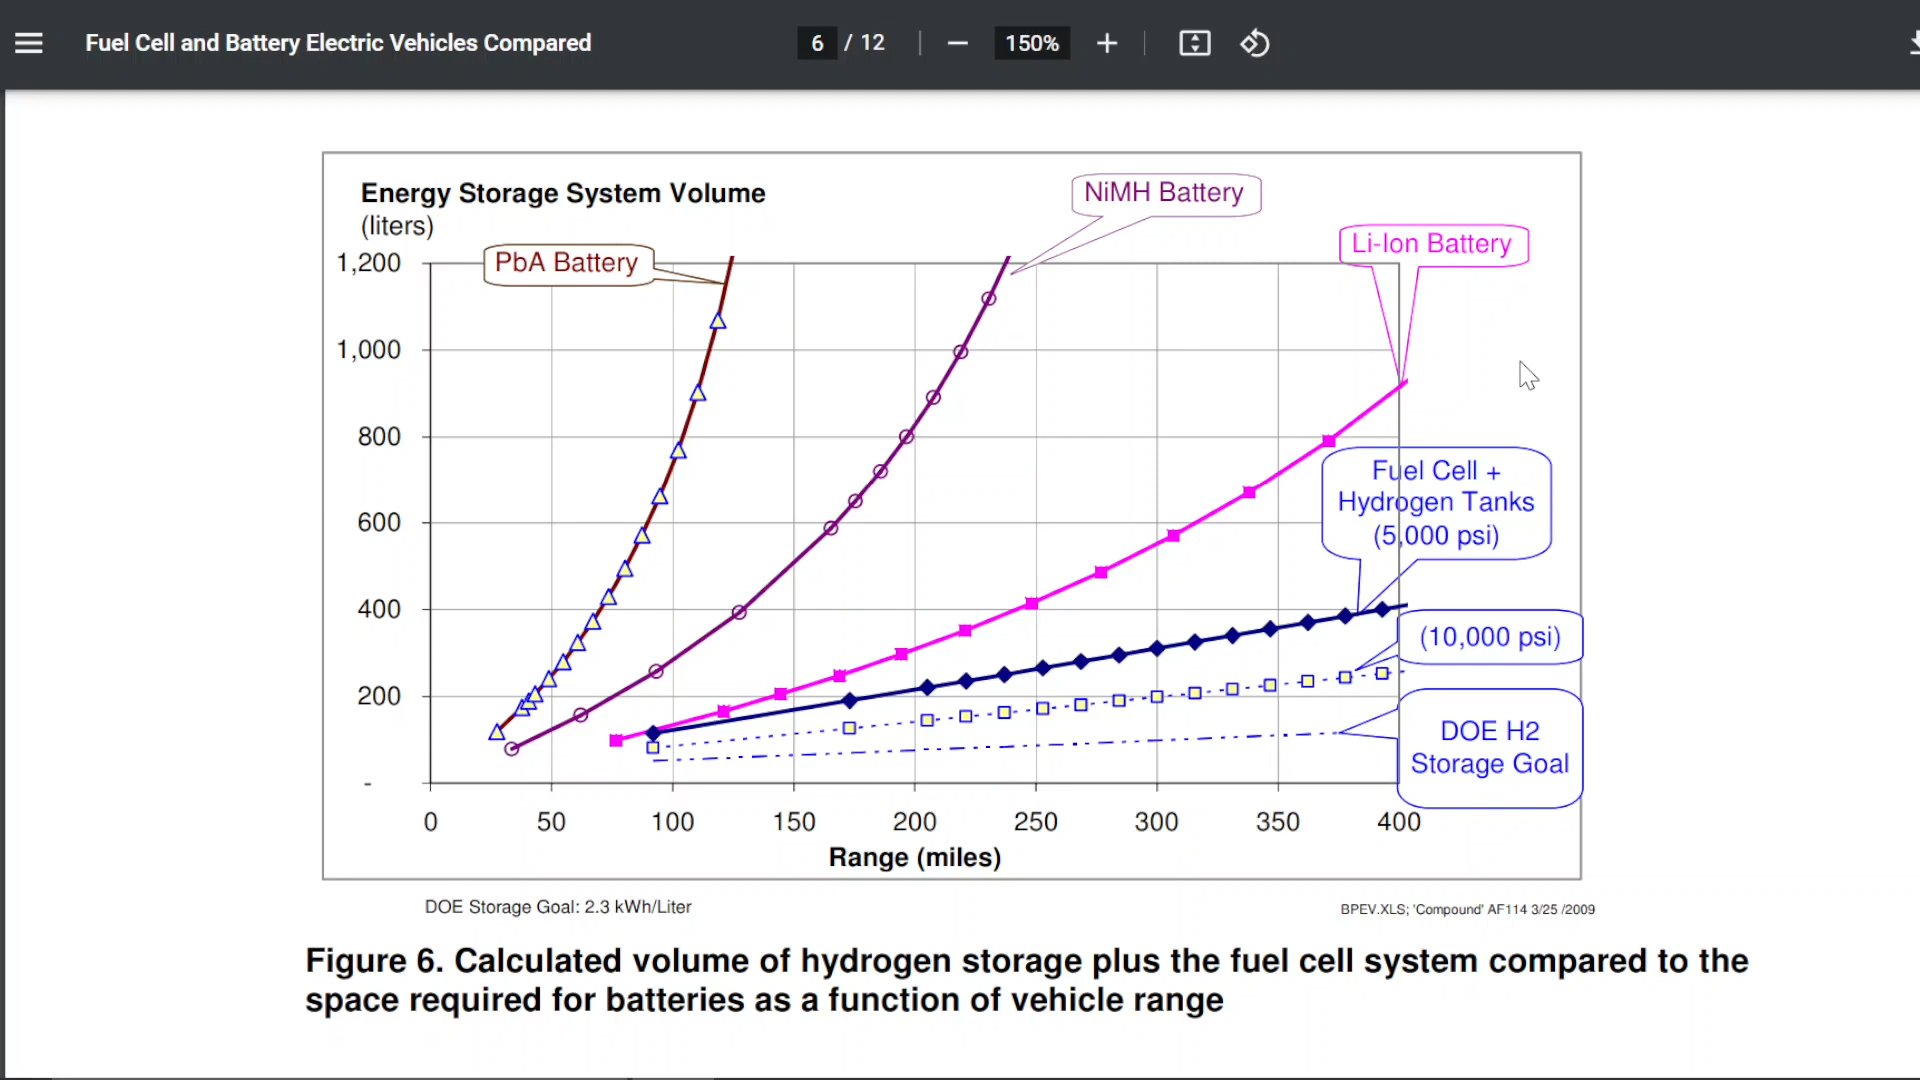 Fuel Cell and Battery Electric Vehicles Compared
6 / 12
150%
Energy Storage System Volume
(liters)
NiMH Battery
Li-Ion Battery
PbA Battery
1,200
1,000
800
600
400
200
-
Fuel Cell +
Hydrogen Tanks
(5,000 psi)
(10,000 psi)
DOE H2
Storage Goal
0 50 100 150 200 250 300 350 400
Range (miles)
DOE Storage Goal: 2.3 kWh/Liter
BPEV.XLS; 'Compound' AF114 3/25 /2009
Figure 6. Calculated volume of hydrogen storage plus the fuel cell system compared to the
space required for batteries as a function of vehicle range